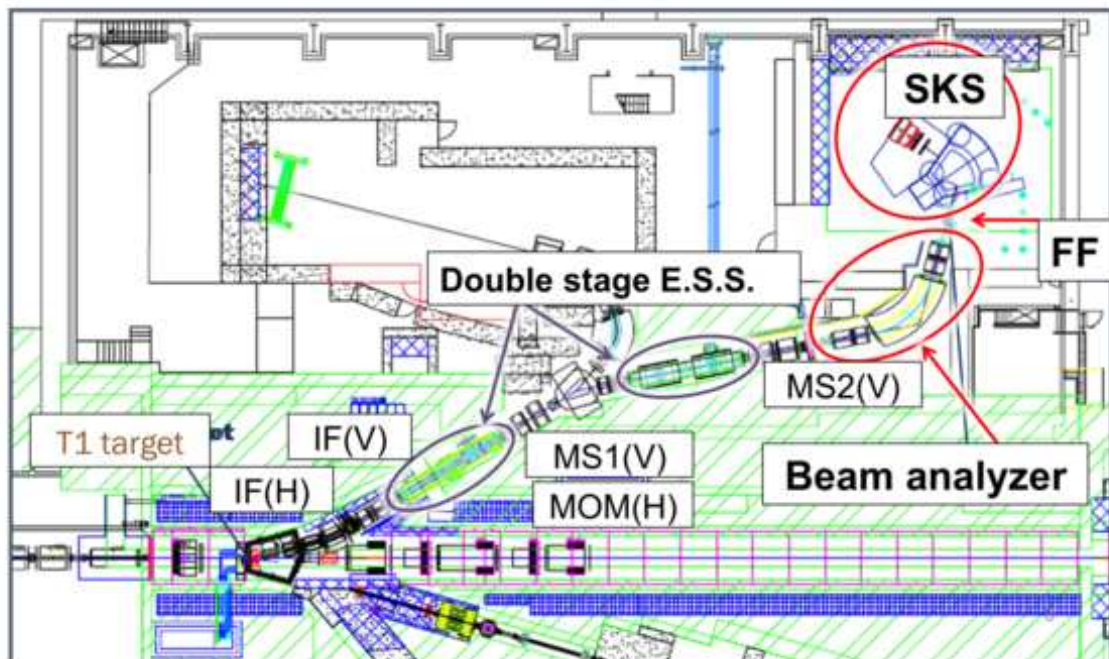 SKS
FF
Double stage E.S.S.
MS2(V)
IF(V)
T1 target
MS1(V)
IF(H)
MOM(H)
Beam analyzer